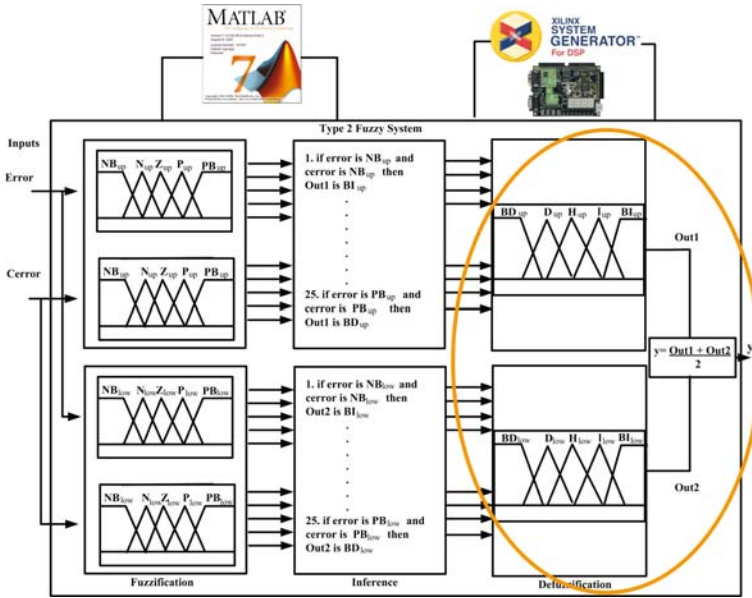 MATLAB
7
XILINX
SYSTEM
GENERATOR™
For DSP
Type 2 Fuzzy System
Inputs
Error
Cerror
NBup Nup Zup Pup PBup
NBup Nup Zup Pup PBup
1. if error is NBup and
cerror is NBup then
Out1 is BIup
25. if error is PBup and
cerror is PBup then
Out1 is BDup
BDup Dup Hup Iup BIup
Out1
y=Out1 + Out2
2
y
NBlow Nlow Zlow Plow PBlow
NBlow Nlow Zlow Plow PBlow
1. if error is NBlow and
cerror is NBlow then
Out2 is BIlow
25. if error is PBlow and
cerror is PBlow then
Out2 is BDlow
BDlow Dlow Hlow Ilow BIlow
Out2
Fuzzification
Inference
Defuzzification